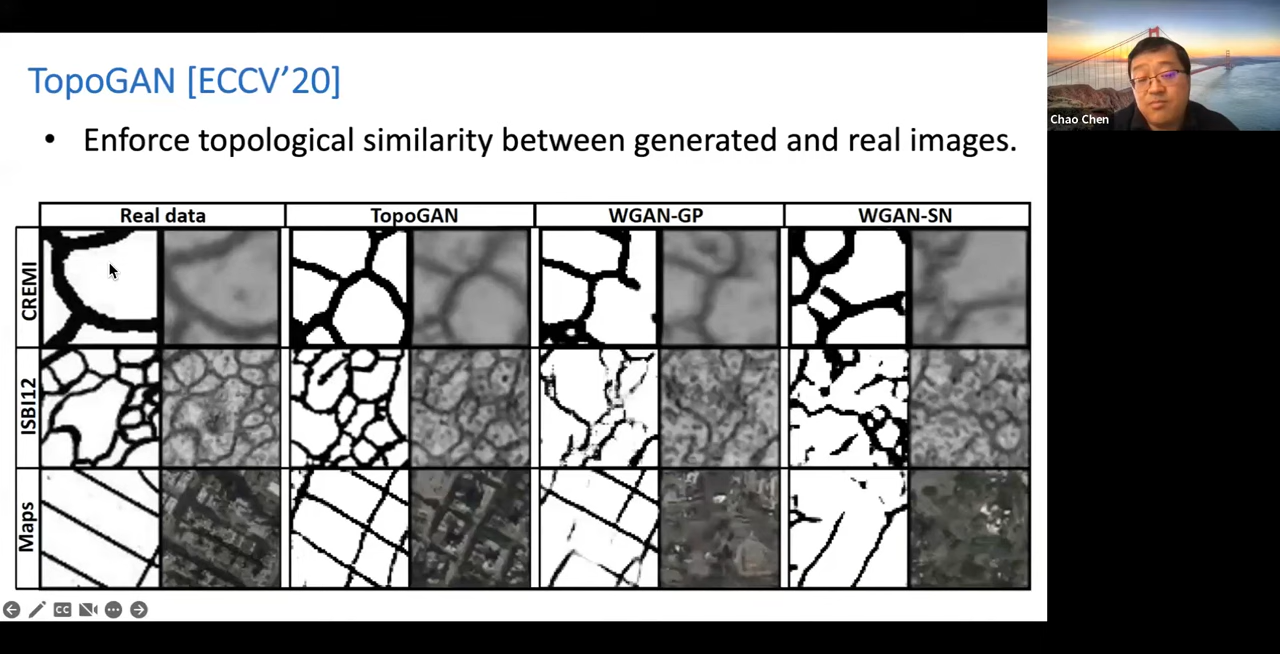 TopoGAN [ECCV’20]
• Enforce topological similarity between generated and real images.
Real data TopoGAN WGAN-GP WGAN-SN
CREMI
ISBI12
Maps
CC
Chao Chen